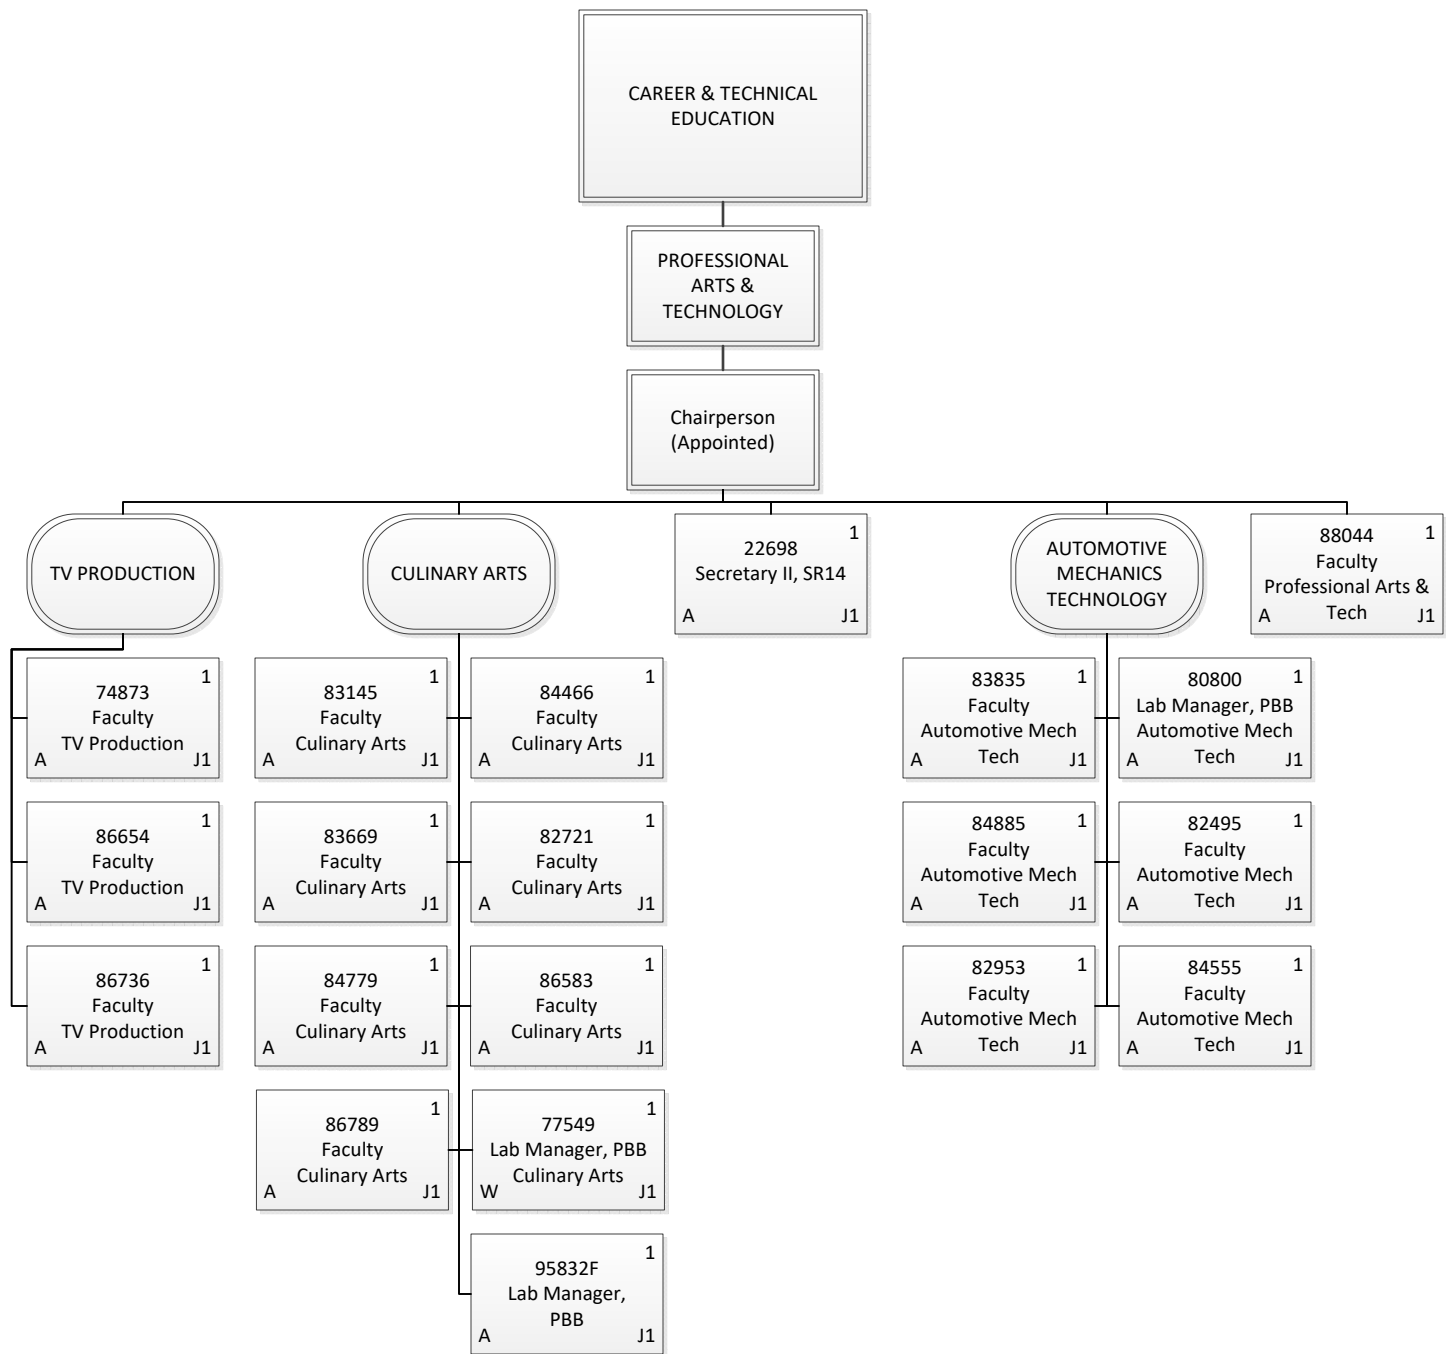 CAREER & TECHNICAL
EDUCATION
PROFESSIONAL
ARTS &
TECHNOLOGY
Chairperson
(Appointed)
TV PRODUCTION
CULINARY ARTS
1
22698
Secretary II, SR14
A J1
AUTOMOTIVE
MECHANICS
TECHNOLOGY
1
88044
Faculty
Professional Arts &
Tech
A J1
1
74873
Faculty
TV Production
A J1
1
86654
Faculty
TV Production
A J1
1
86736
Faculty
TV Production
A J1
1
83145
Faculty
Culinary Arts
A J1
1
84466
Faculty
Culinary Arts
A J1
1
83669
Faculty
Culinary Arts
A J1
1
82721
Faculty
Culinary Arts
A J1
1
84779
Faculty
Culinary Arts
A J1
1
86583
Faculty
Culinary Arts
A J1
1
86789
Faculty
Culinary Arts
A J1
1
77549
Lab Manager, PBB
Culinary Arts
W J1
1
95832F
Lab Manager,
PBB
A J1
1
83835
Faculty
Automotive Mech
Tech
A J1
1
80800
Lab Manager, PBB
Automotive Mech
Tech
A J1
1
84885
Faculty
Automotive Mech
Tech
A J1
1
82495
Faculty
Automotive Mech
Tech
A J1
1
82953
Faculty
Automotive Mech
Tech
A J1
1
84555
Faculty
Automotive Mech
Tech
A J1